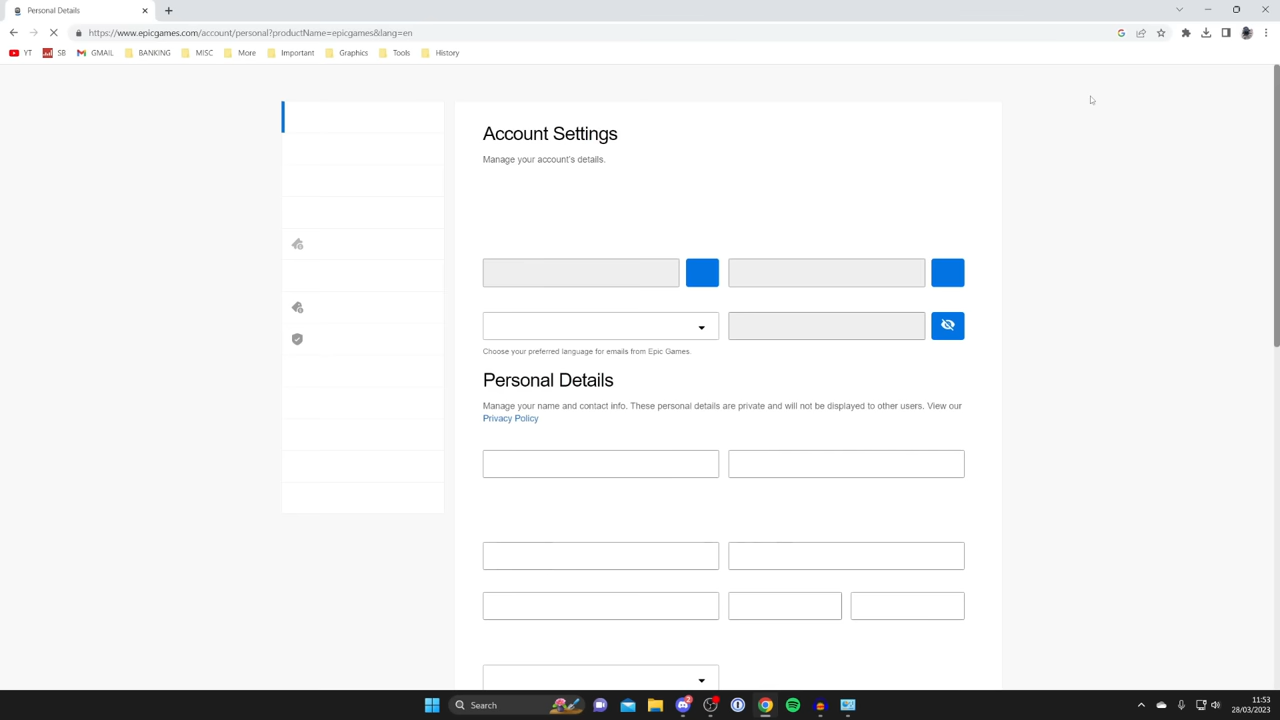 Personal Details
https://www.epicgames.com/account/personal?productName=epicgames&lang=en
YT SB GMAIL BANKING MISC More Important Graphics Tools History
Account Settings
Manage your account's details.
Choose your preferred language for emails from Epic Games.
Personal Details
Manage your name and contact info. These personal details are private and will not be displayed to other users. View our
Privacy Policy
Search
2
11:53
28/03/2023